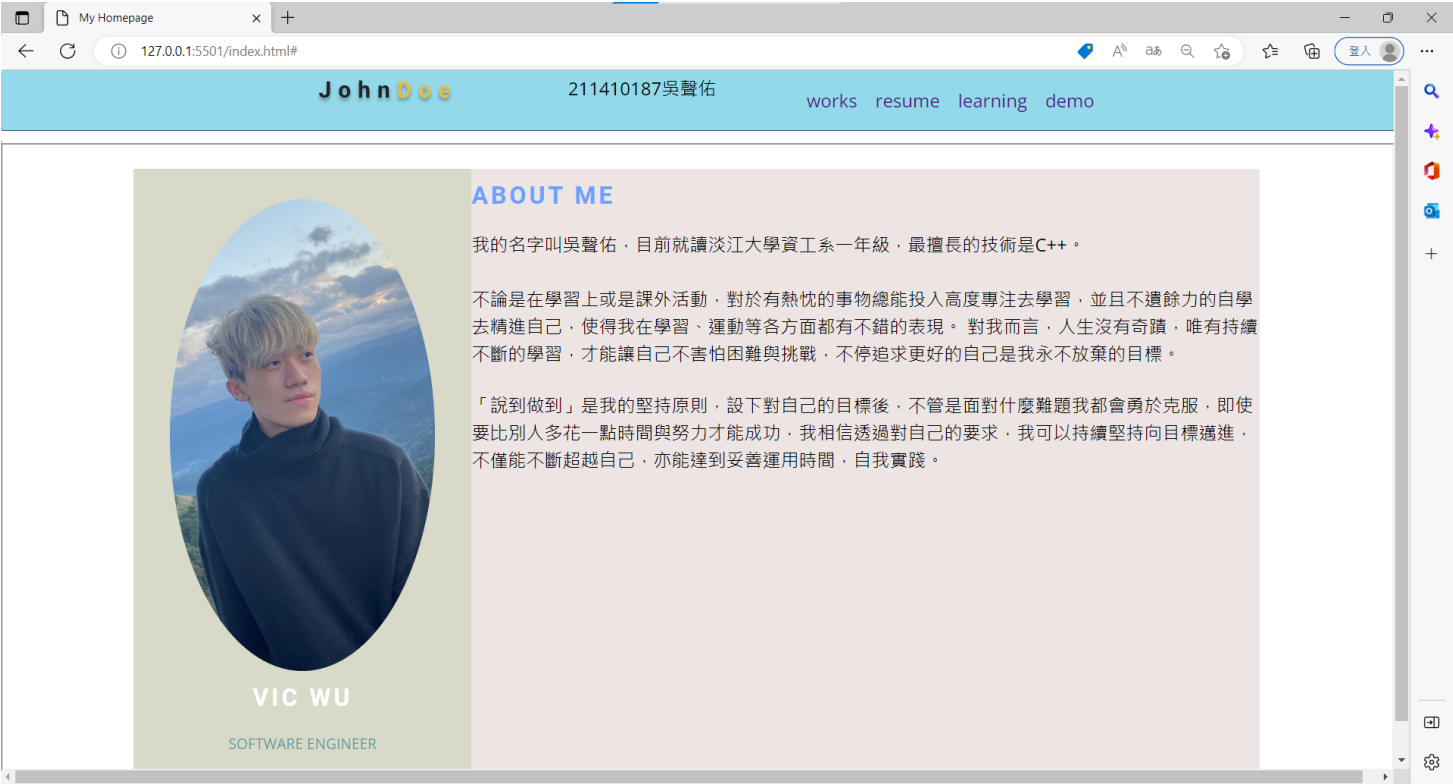 My Homepage
127.0.0.1:5501/index.html#
登入
JohnDoe
211410187吳聲佑
works resume learning demo
ABOUT ME
我的名字叫吳聲佑，目前就讀淡江大學資工系一年級，最擅長的技術是C++。
不論是在學習上或是課外活動，對於有熱忱的事物總能投入高度專注去學習，並且不遺餘力的自學
去精進自己，使得我在學習、運動等各方面都有不錯的表現。 對我而言，人生沒有奇蹟，唯有持續
不斷的學習，才能讓自己不害怕困難與挑戰，不停追求更好的自己是我永不放棄的目標。
「說到做到」是我的堅持原則，設下對自己的目標後，不管是面對什麼難題我都會勇於克服，即使
要比別人多花一點時間與努力才能成功，我相信透過對自己的要求，我可以持續堅持向目標邁進，
不僅能不斷超越自己，亦能達到妥善運用時間，自我實踐。
VIC WU
SOFTWARE ENGINEER